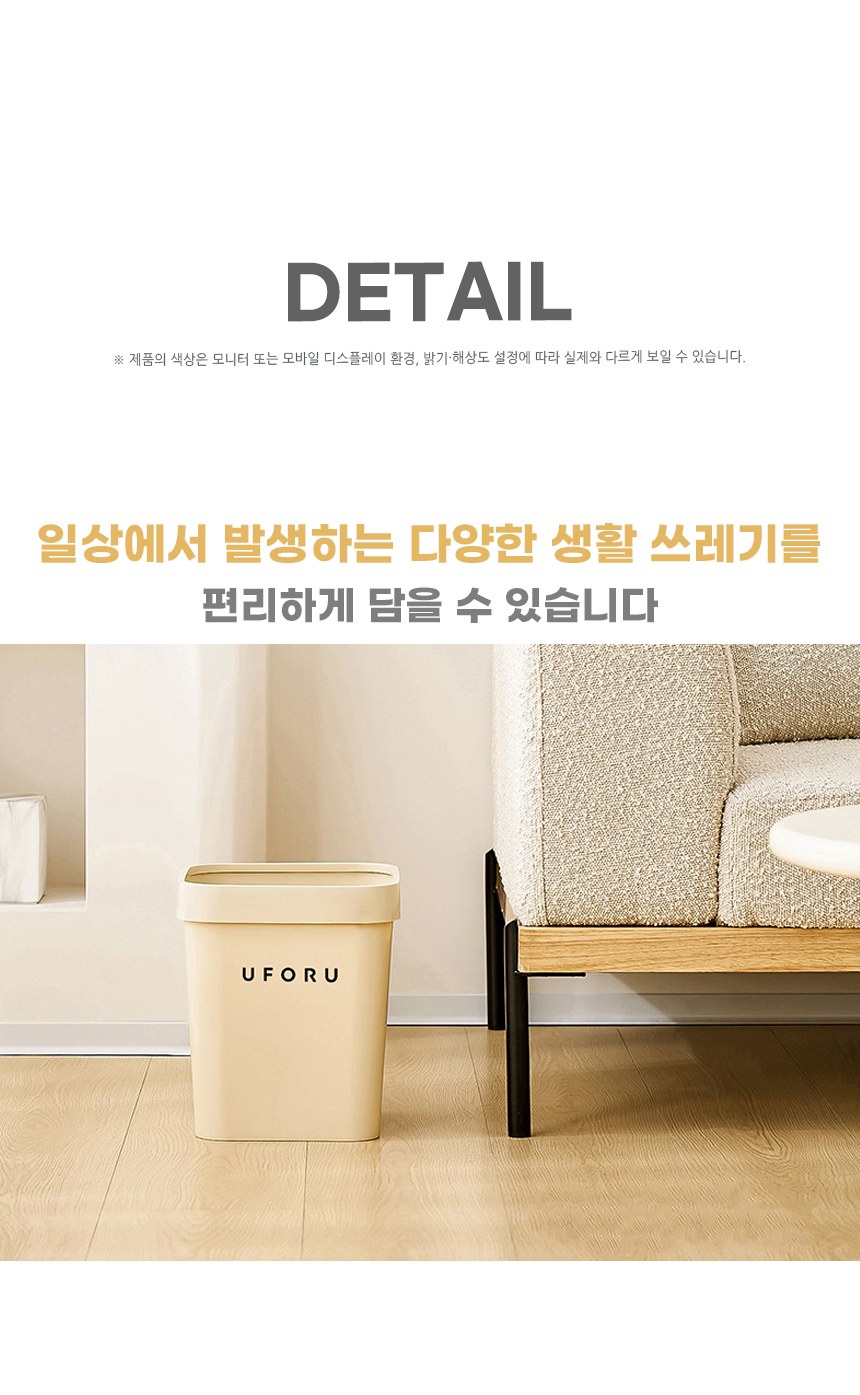 DETAIL
※ 제품의 색상은 모니터 또는 모바일 디스플레이 환경, 밝기·해상도 설정에 따라 실제와 다르게 보일 수 있습니다.
일상에서 발생하는 다양한 생활 쓰레기를
편리하게 담을 수 있습니다
UFORU